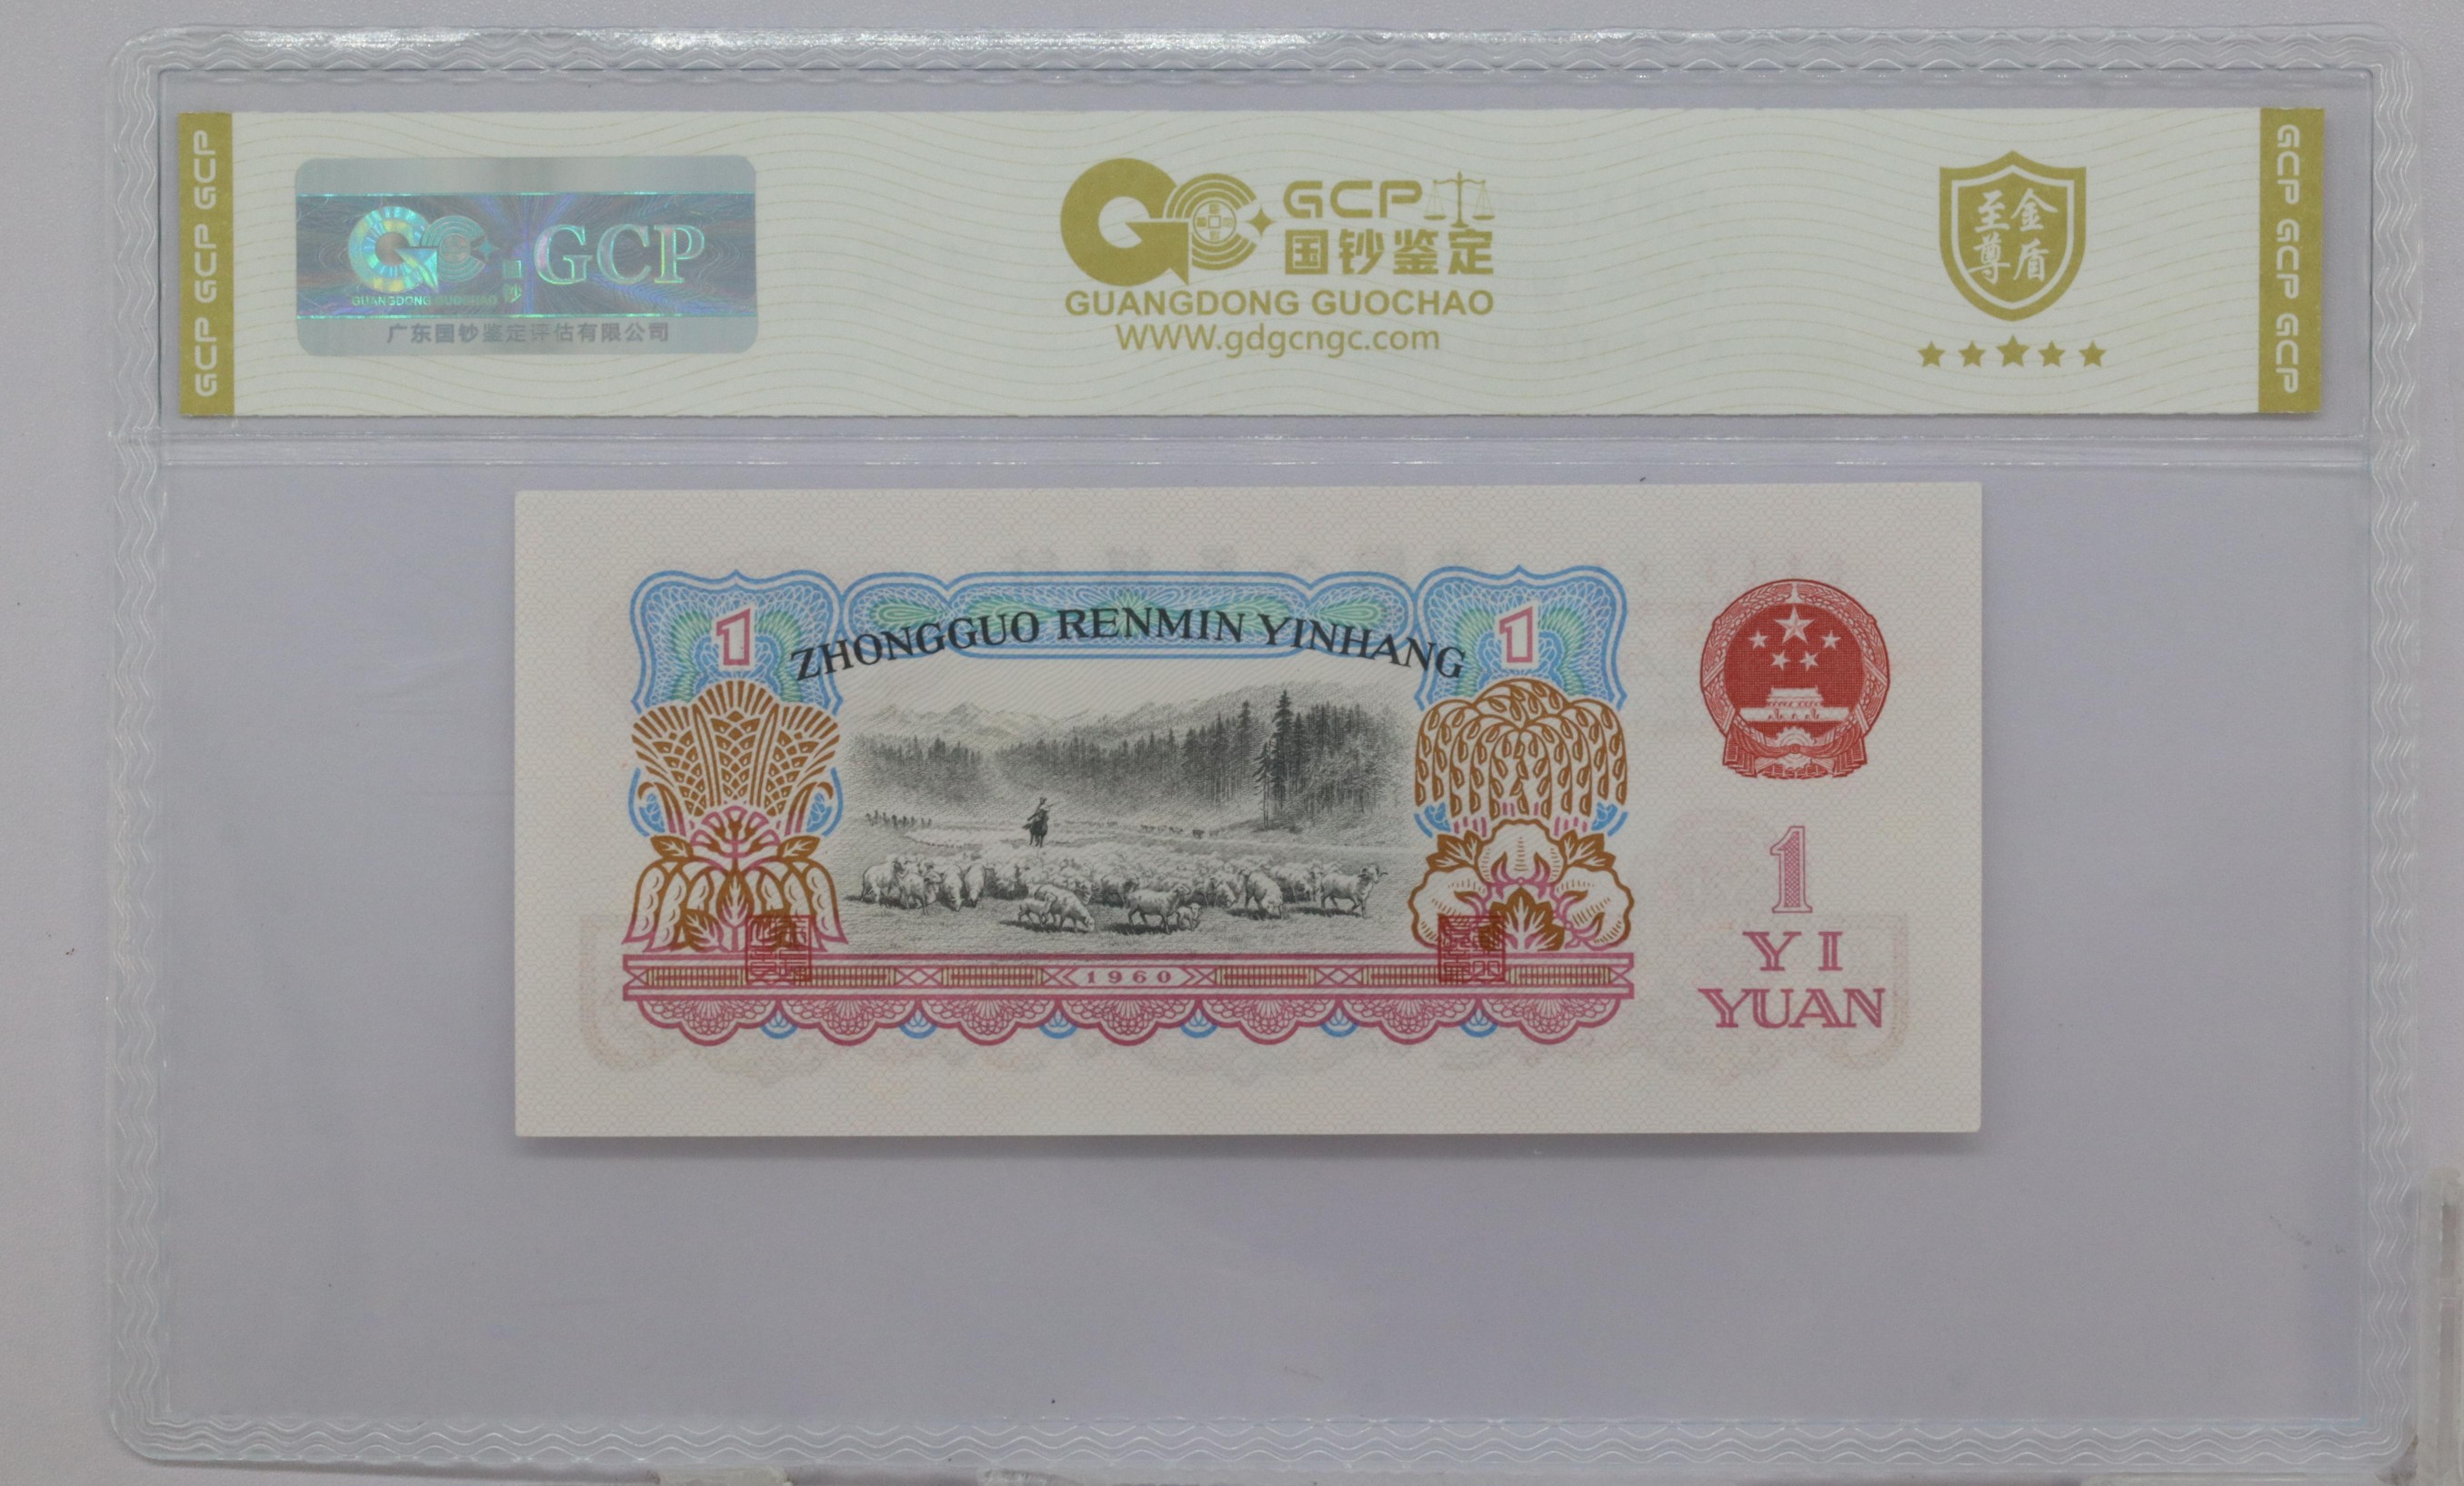 GCP GCP GCP
GCP
GUANGDONG GUOCHAO 国钞
广东国钞鉴定评估有限公司
GCP
国钞鉴定
GUANGDONG GUOCHAO
WWW.gdgcngc.com
至尊 金盾
GCP GCP GCP
1 ZHONGGUO RENMIN YINHANG 1
1960
1
YI
YUAN